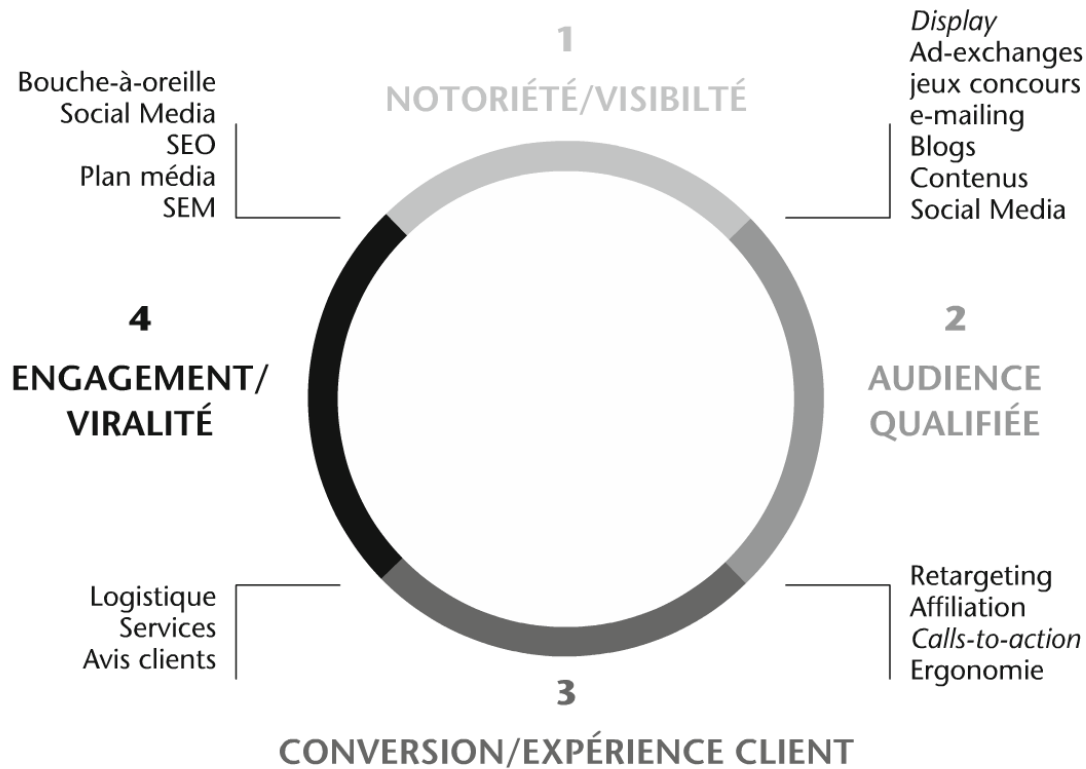 1
NOTORIÉTÉ/VISIBILTÉ
Display
Ad-exchanges
jeux concours
e-mailing
Blogs
Contenus
Social Media
2
AUDIENCE
QUALIFIÉE
Retargeting
Affiliation
Calls-to-action
Ergonomie
3
CONVERSION/EXPÉRIENCE CLIENT
Logistique
Services
Avis clients
4
ENGAGEMENT/
VIRALITÉ
Bouche-à-oreille
Social Media
SEO
Plan média
SEM